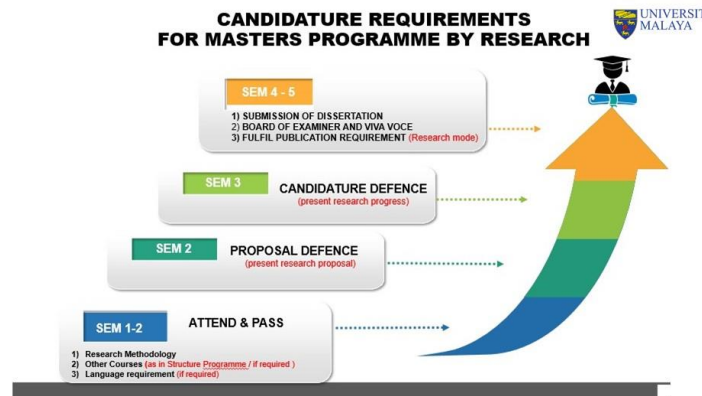 CANDIDATURE REQUIREMENTS
FOR MASTERS PROGRAMME BY RESEARCH
UNIVERSIT
MALAYA
SEM 4 - 5
1) SUBMISSION OF DISSERTATION
2) BOARD OF EXAMINER AND VIVA VOCE
3) FULFIL PUBLICATION REQUIREMENT (Research mode)
SEM 3
CANDIDATURE DEFENCE
(present research progress)
SEM 2
PROPOSAL DEFENCE
(present research proposal)
SEM 1-2
ATTEND & PASS
1) Research Methodology
2) Other Courses (as in Structure Programme / if required )
3) Language requirement (if required)